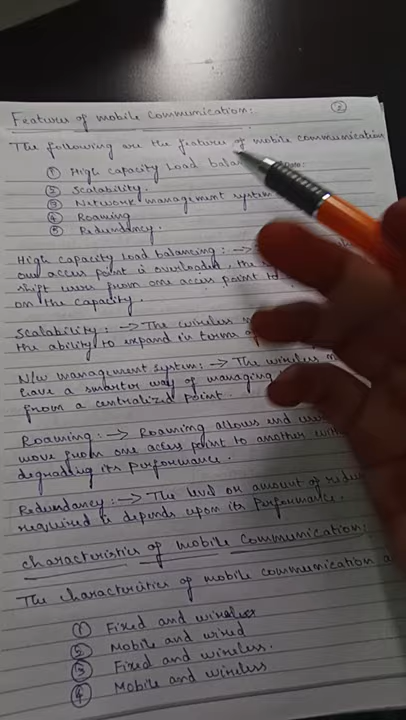 Features of mobile communication:
②
The following are the features of mobile communication
① High capacity Load balan
Date:
② Scalability.
③ Network management system
④ Roaming
⑤ Redundancy.
High capacity Load balancing: →
one access point is overloaded, the
shift user from one access point to
on the capacity.
Scalability: → The wireless
the ability to expand in terms of
N/w management system: → The wireless
have a smarter way of managing
from a centralized point.
Roaming: → Roaming allows end
move from one access point to another
degrading its performance.
Redundancy: → The level or amount of
required is depends upon its performance.
characteristics of mobile Communication:
The charactercities of mobile communication
① Fixed and
② Mobile and wired
③ Fixed and wireless.
④ Mobile and wireless